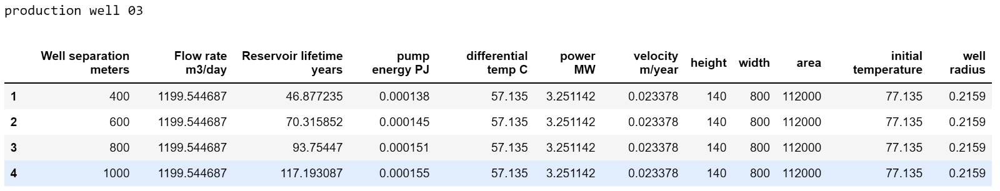 production well 03
Well separation meters Flow rate m3/day Reservoir lifetime years pump energy PJ differential temp C power MW velocity m/year height width area initial temperature well radius
1 400 1199.544687 46.877235 0.000138 57.135 3.251142 0.023378 140 800 112000 77.135 0.2159
2 600 1199.544687 70.315852 0.000145 57.135 3.251142 0.023378 140 800 112000 77.135 0.2159
3 800 1199.544687 93.75447 0.000151 57.135 3.251142 0.023378 140 800 112000 77.135 0.2159
4 1000 1199.544687 117.193087 0.000155 57.135 3.251142 0.023378 140 800 112000 77.135 0.2159